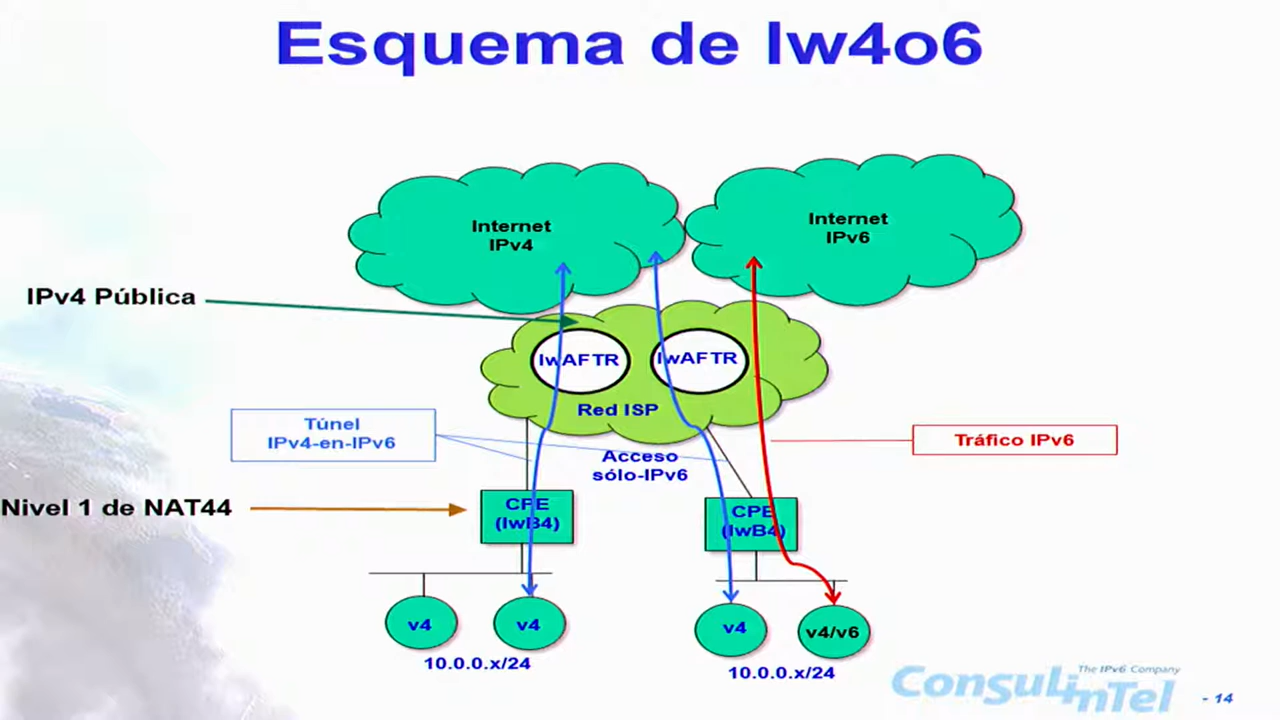 Esquema de lw4o6
Internet
IPv4
Internet
IPv6
IPv4 Pública
lwAFTR
lwAFTR
Red ISP
Túnel
IPv4-en-IPv6
Tráfico IPv6
Acceso
sólo-IPv6
Nivel 1 de NAT44
CPE
(lwB4)
CPE
(lwB4)
v4
v4
v4
v4/v6
10.0.0.x/24
10.0.0.x/24
The IPv6 Company
ConsulinTel
- 14